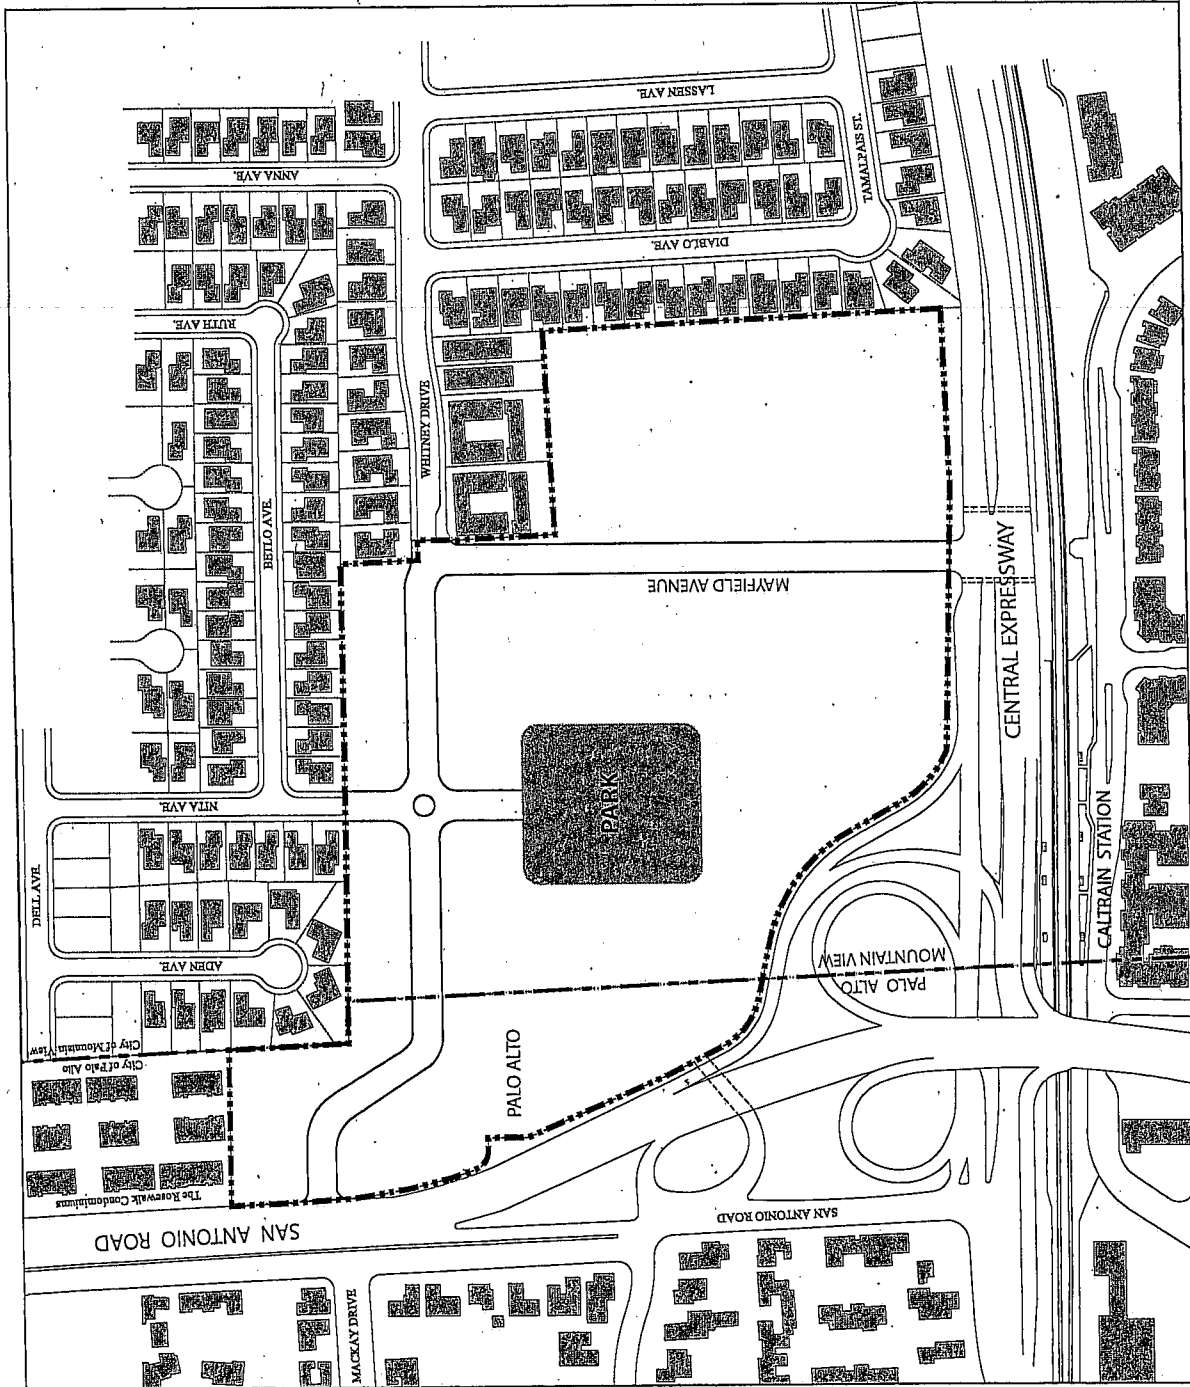 LASSEN AVE.
TAMALPAIS ST.
ANNA AVE.
DIABLO AVE.
RUTH AVE.
WHITNEY DRIVE
BEILO AVE.
MAYFIELD AVENUE
CENTRAL EXPRESSWAY
PARK
NITA AVE.
DELL AVE.
CALTRAIN STATION
ADEN AVE.
MOUNTAIN VIEW
PALO ALTO
City of Mountain View
City of Palo Alto
PALO ALTO
The Rosewalk Condominiums
SAN ANTONIO ROAD
SAN ANTONIO ROAD
MACKAY DRIVE